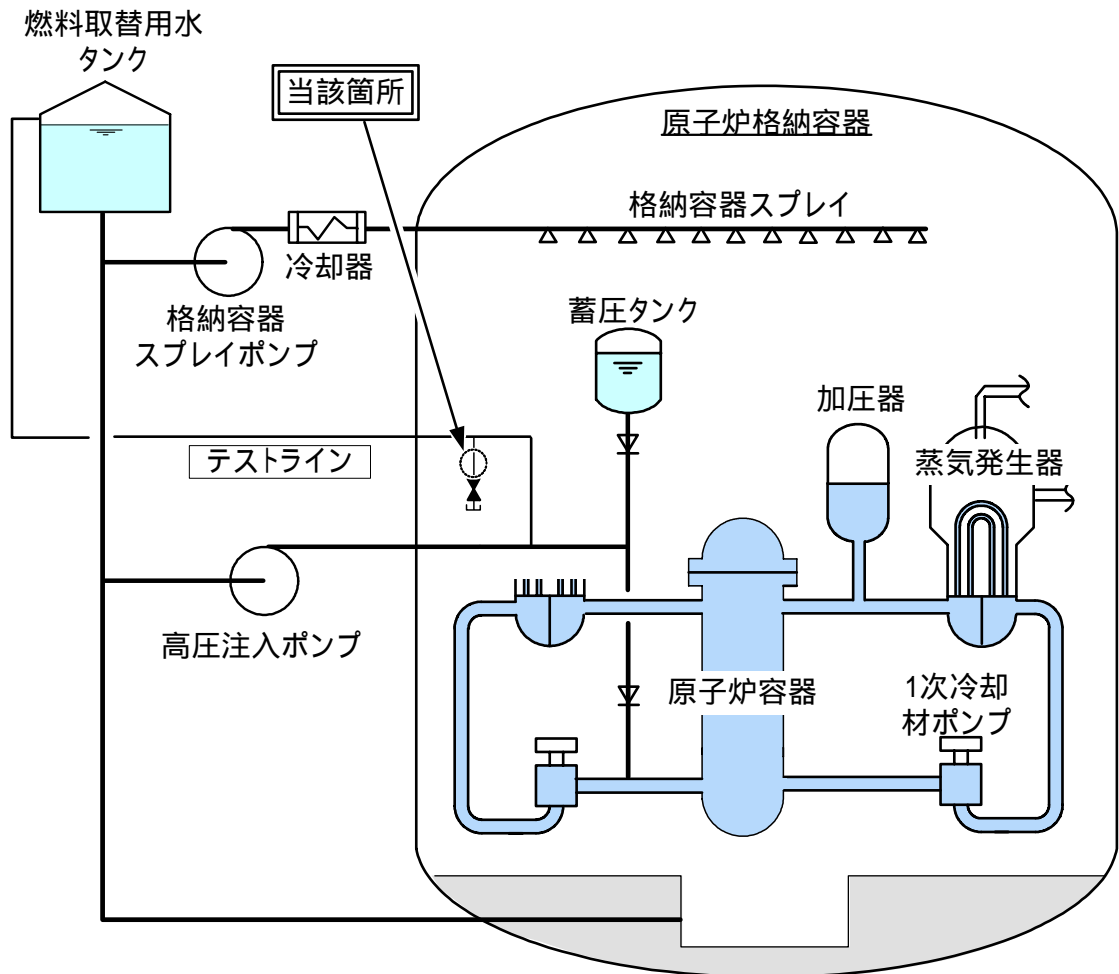 燃料取替用水
タンク
当該箇所
原子炉格納容器
格納容器スプレイ
冷却器
格納容器
スプレイポンプ
蓄圧タンク
加圧器
蒸気発生器
テストライン
高圧注入ポンプ
原子炉容器
1次冷却
材ポンプ